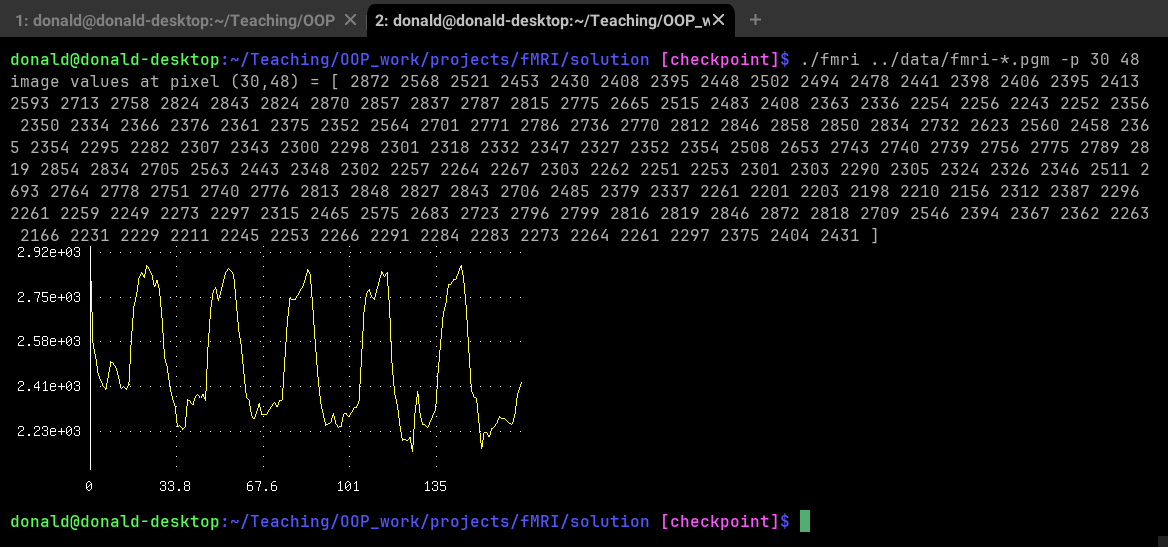 1: donald@donald-desktop:~/Teaching/OOP ×
2: donald@donald-desktop:~/Teaching/OOP_w ×
+
donald@donald-desktop:~/Teaching/OOP_work/projects/fMRI/solution [checkpoint]$ ./fmri ../data/fmri-*.pgm -p 30 48
image values at pixel (30,48) = [ 2872 2568 2521 2453 2430 2408 2395 2448 2502 2494 2478 2441 2398 2406 2395 2413
2593 2713 2758 2824 2843 2824 2870 2857 2837 2787 2815 2775 2665 2515 2483 2408 2363 2336 2254 2256 2243 2252 2356
2350 2334 2366 2376 2361 2375 2352 2564 2701 2771 2786 2736 2770 2812 2846 2858 2850 2834 2732 2623 2560 2458 236
5 2354 2295 2282 2307 2343 2300 2298 2301 2318 2332 2347 2327 2352 2354 2508 2653 2743 2740 2739 2756 2775 2789 28
19 2854 2834 2705 2563 2443 2348 2302 2257 2264 2267 2303 2262 2251 2253 2301 2303 2290 2305 2324 2326 2346 2511 2
693 2764 2778 2751 2740 2776 2813 2848 2827 2843 2706 2485 2379 2337 2261 2201 2203 2198 2210 2156 2312 2387 2296
2261 2259 2249 2273 2297 2315 2465 2575 2683 2723 2796 2799 2816 2819 2846 2872 2818 2709 2546 2394 2367 2362 2263
2166 2231 2229 2211 2245 2253 2266 2291 2284 2283 2273 2264 2261 2297 2375 2404 2431 ]
2.92e+03
2.75e+03
2.58e+03
2.41e+03
2.23e+03
0 33.8 67.6 101 135
donald@donald-desktop:~/Teaching/OOP_work/projects/fMRI/solution [checkpoint]$